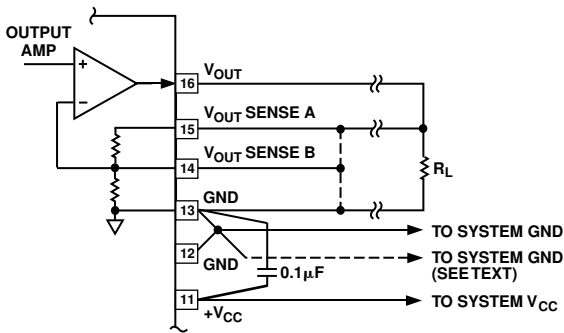 OUTPUT
AMP
+
–
16
VOUT
15
VOUT SENSE A
14
VOUT SENSE B
RL
13
GND
TO SYSTEM GND
12
GND
TO SYSTEM GND
(SEE TEXT)
0.1μF
11
+VCC
TO SYSTEM VCC